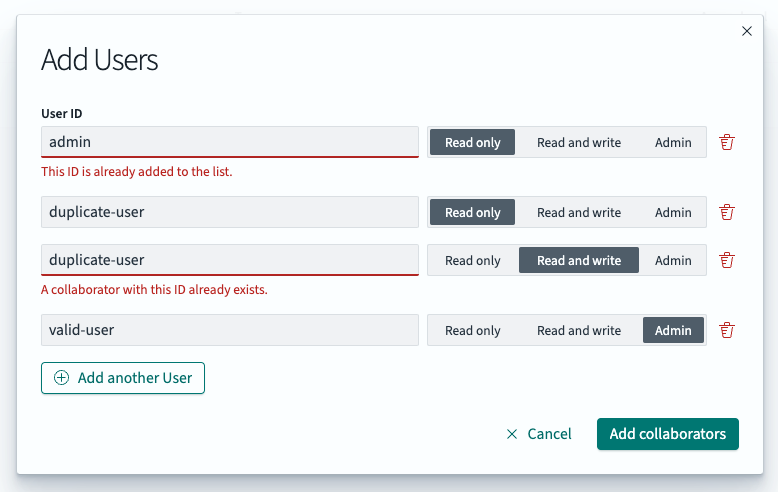 Add Users
User ID
admin Read only Read and write Admin
This ID is already added to the list.
duplicate-user Read only Read and write Admin
duplicate-user Read only Read and write Admin
A collaborator with this ID already exists.
valid-user Read only Read and write Admin
Add another User
Cancel Add collaborators